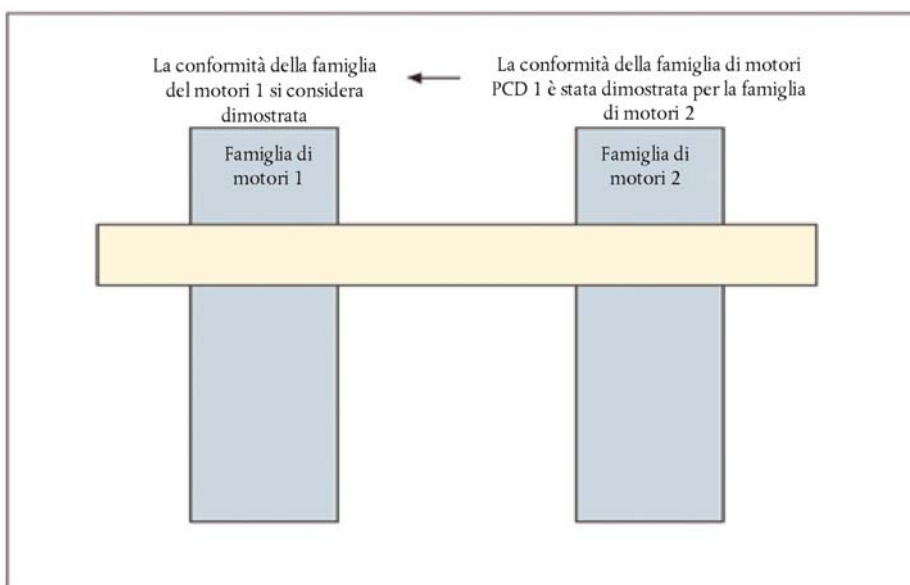 La conformità della famiglia
del motori 1 si considera
dimostrata
La conformità della famiglia di motori
PCD 1 è stata dimostrata per la famiglia
di motori 2
Famiglia di
motori 1
Famiglia di
motori 2